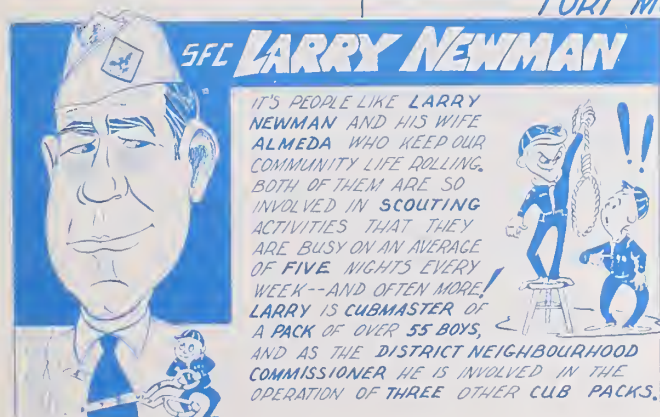 FORT M
SFC LARRY NEWMAN
IT'S PEOPLE LIKE LARRY
NEWMAN AND HIS WIFE
ALMEDA WHO KEEP OUR
COMMUNITY LIFE ROLLING.
BOTH OF THEM ARE SO
INVOLVED IN SCOUTING
ACTIVITIES THAT THEY
ARE BUSY ON AN AVERAGE
OF FIVE NIGHTS EVERY
WEEK--AND OFTEN MORE!
LARRY IS CUBMASTER OF
A PACK OF OVER 55 BOYS,
AND AS THE DISTRICT NEIGHBOURHOOD
COMMISSIONER HE IS INVOLVED IN THE
OPERATION OF THREE OTHER CUB PACKS.
!!